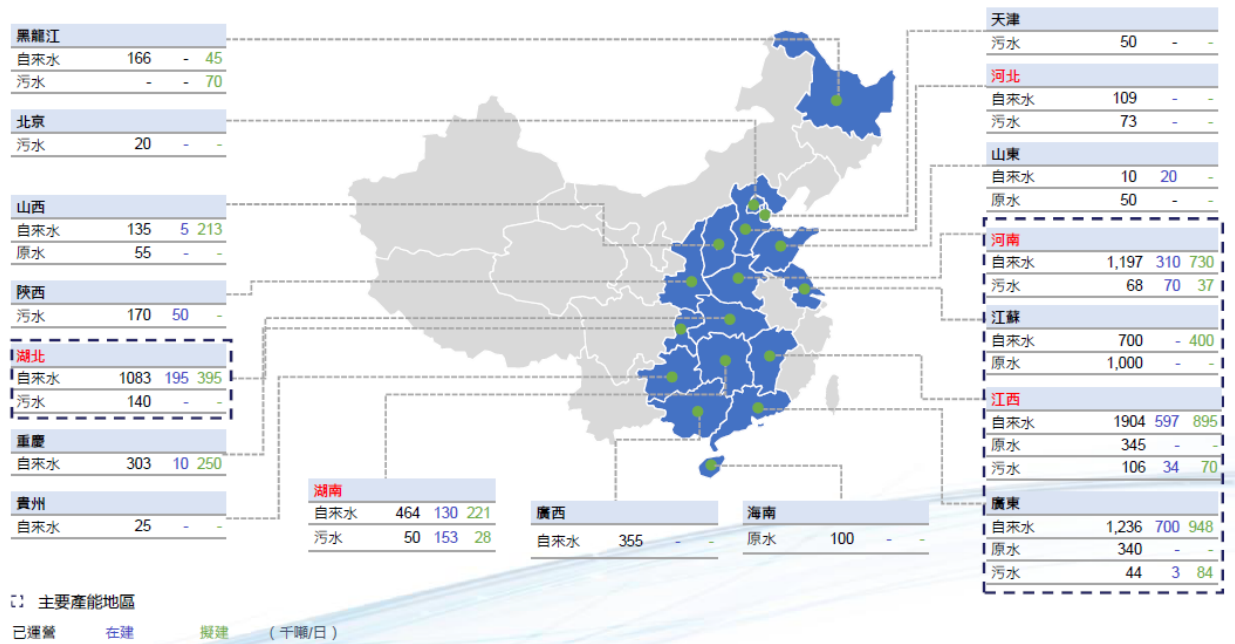 黑龍江
自來水 166 - 45
污水 - - 70
北京
污水 20 - -
山西
自來水 135 5 213
原水 55 - -
陝西
污水 170 50 -
湖北
自來水 1083 195 395
污水 140 - -
重慶
自來水 303 10 250
貴州
自來水 25 - -
湖南
自來水 464 130 221
污水 50 153 28
廣西
自來水 355 - -
海南
原水 100 - -
天津
污水 50 - -
河北
自來水 109 - -
污水 73 - -
山東
自來水 10 20 -
原水 50 - -
河南
自來水 1,197 310 730
污水 68 70 37
江蘇
自來水 700 - 400
原水 1,000 - -
江西
自來水 1904 597 895
原水 345 - -
污水 106 34 70
廣東
自來水 1,236 700 948
原水 340 - -
污水 44 3 84
主要產能地區
已運營 在建 擬建 (千噸/日)